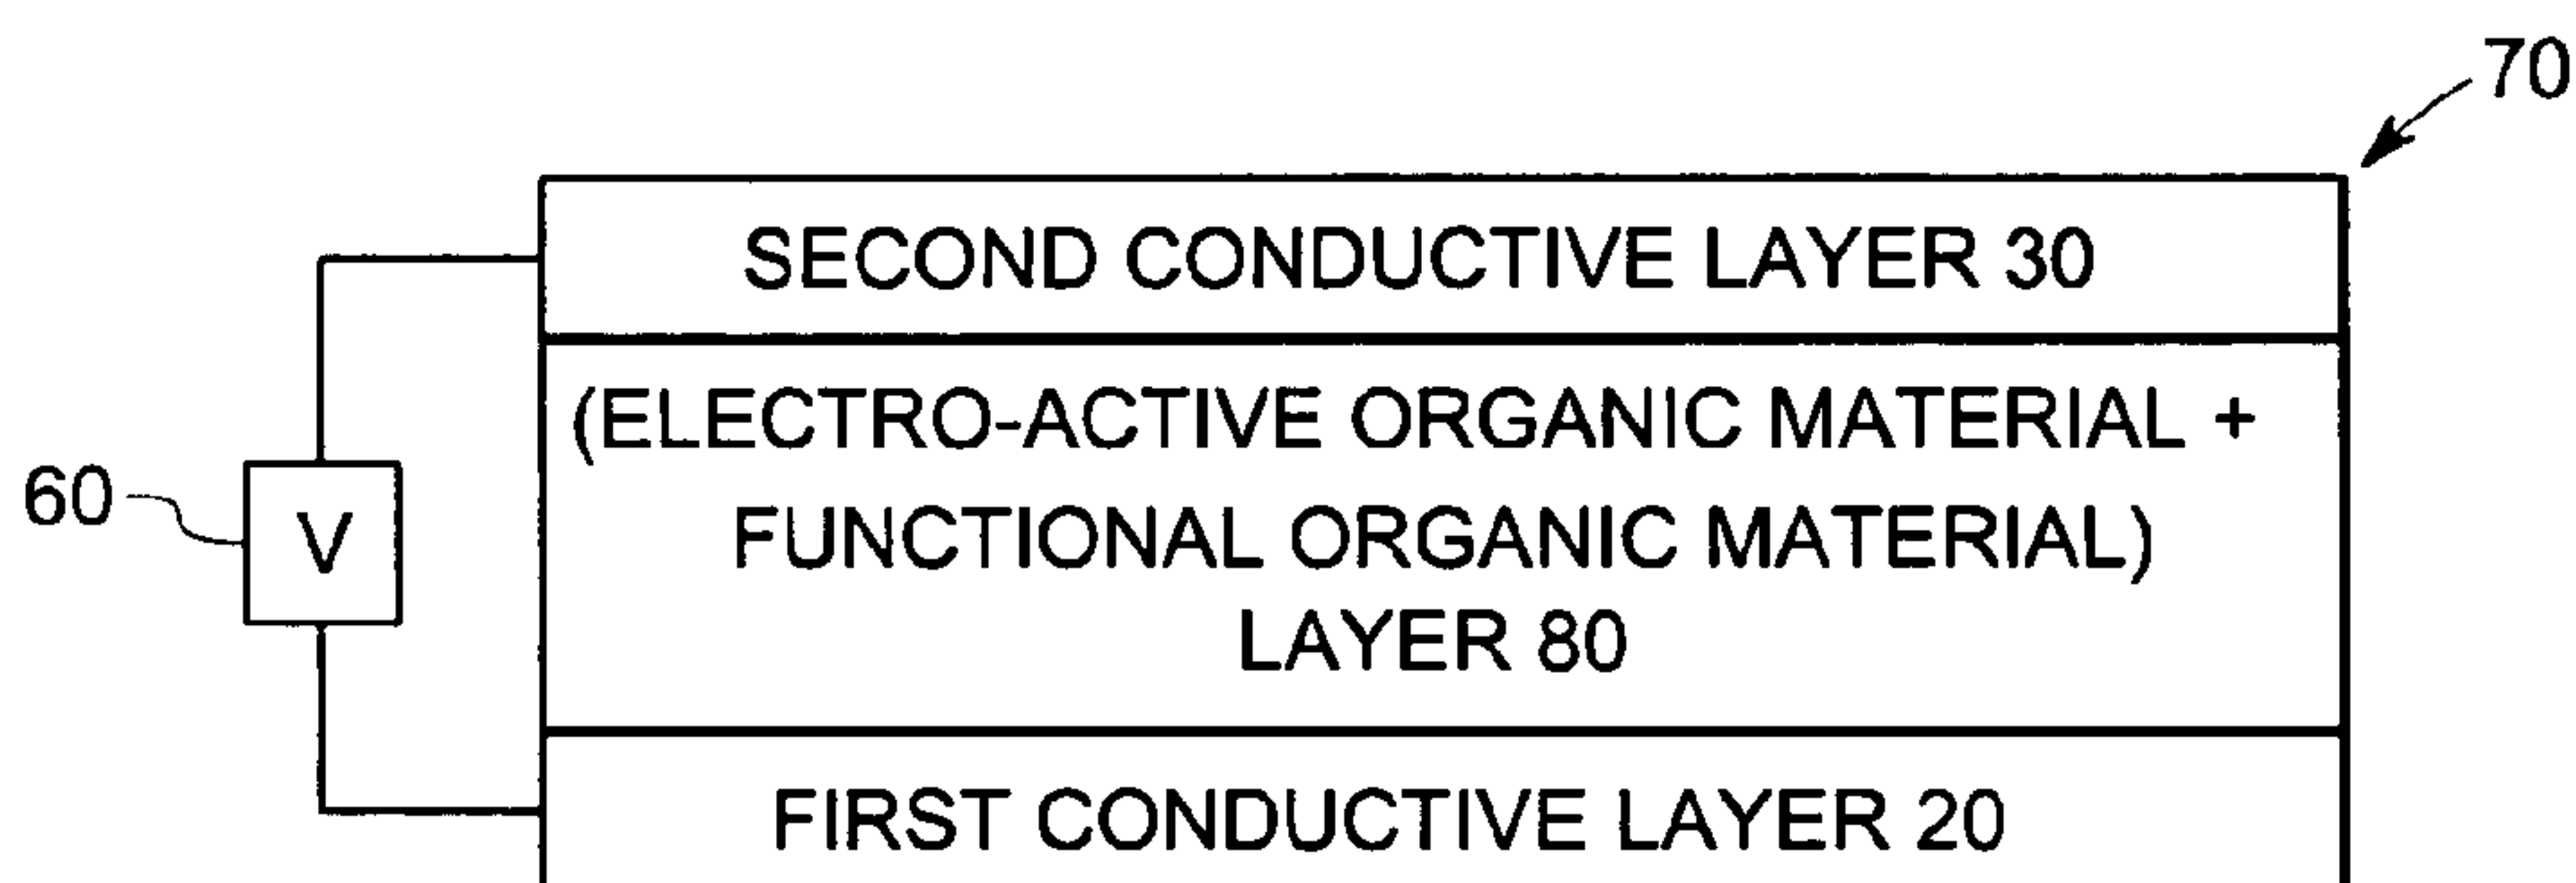 70
SECOND CONDUCTIVE LAYER 30
(ELECTRO-ACTIVE ORGANIC MATERIAL +
60
V
FUNCTIONAL ORGANIC MATERIAL)
LAYER 80
FIRST CONDUCTIVE LAYER 20